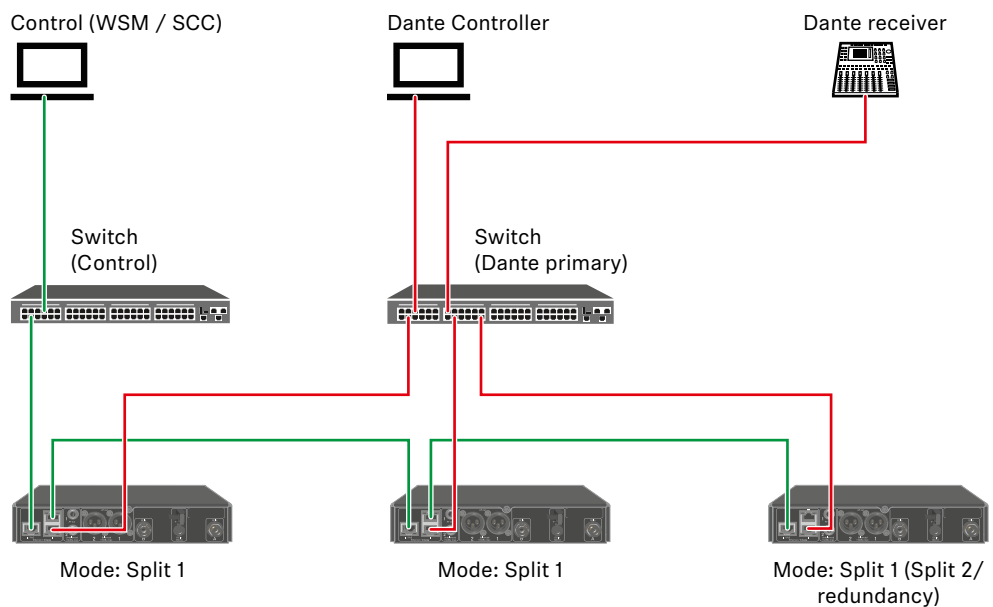 Control (WSM / SCC)
Dante Controller
Dante receiver
Switch
(Control)
Switch
(Dante primary)
Mode: Split 1
Mode: Split 1
Mode: Split 1 (Split 2/
redundancy)